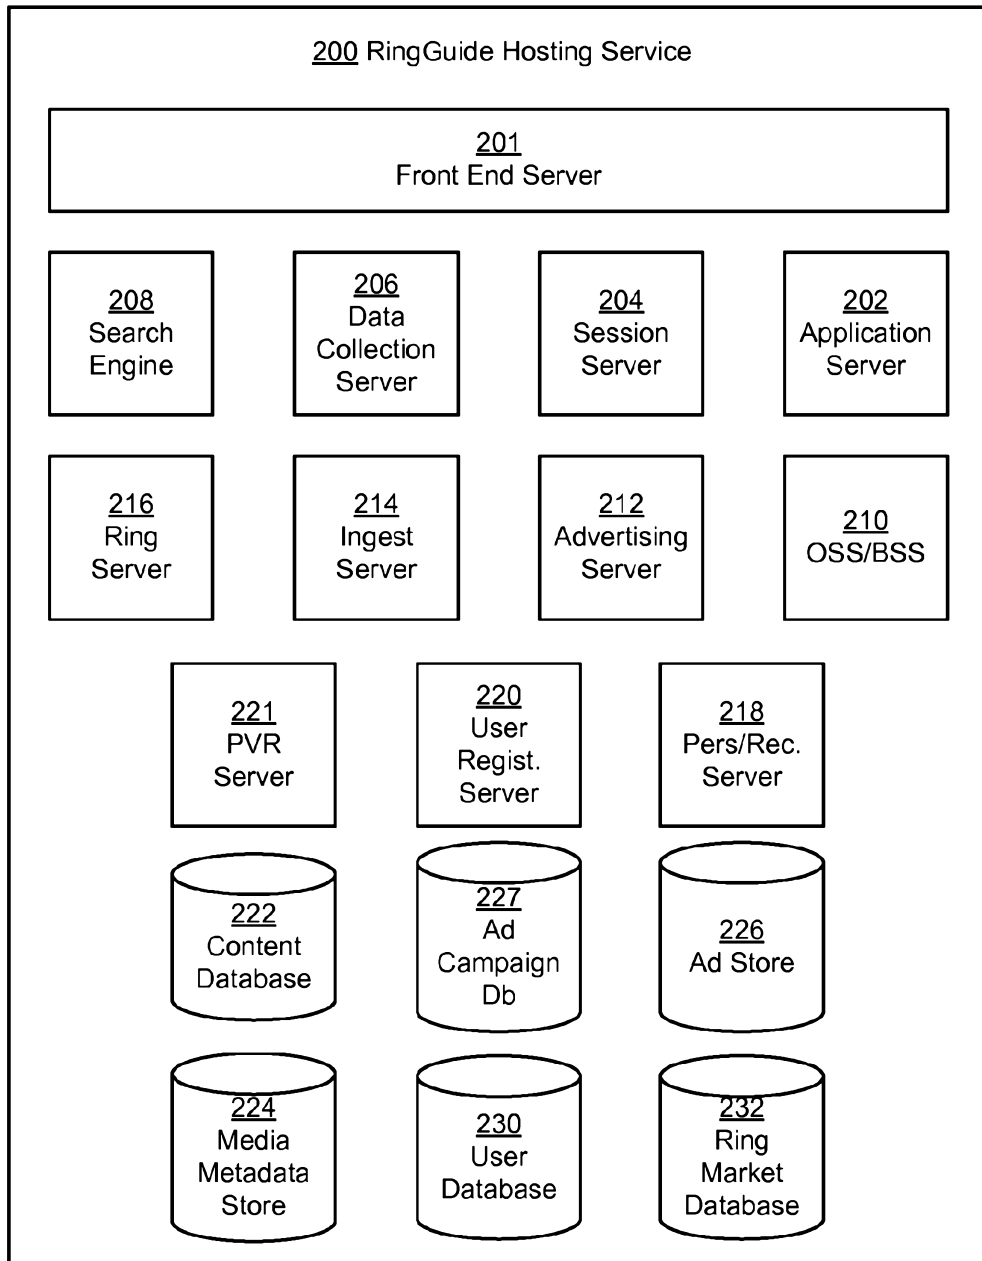 200 RingGuide Hosting Service
201
Front End Server
208
Search
Engine
206
Data
Collection
Server
204
Session
Server
202
Application
Server
216
Ring
Server
214
Ingest
Server
212
Advertising
Server
210
OSS/BSS
221
PVR
Server
220
User
Regist.
Server
218
Pers/Rec.
Server
222
Content
Database
227
Ad
Campaign
Db
226
Ad Store
224
Media
Metadata
Store
230
User
Database
232
Ring
Market
Database